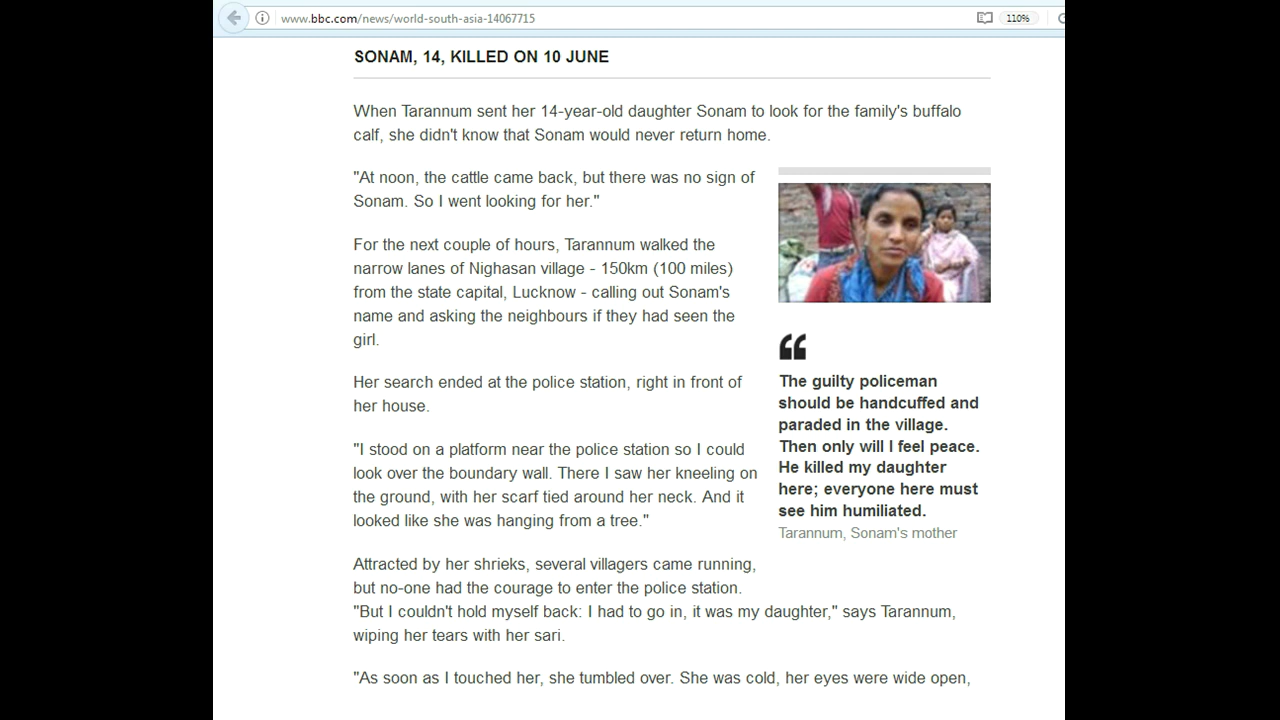 www.bbc.com/news/world-south-asia-14067715
110%
SONAM, 14, KILLED ON 10 JUNE
When Tarannum sent her 14-year-old daughter Sonam to look for the family's buffalo
calf, she didn't know that Sonam would never return home.
"At noon, the cattle came back, but there was no sign of
Sonam. So I went looking for her."
For the next couple of hours, Tarannum walked the
narrow lanes of Nighasan village - 150km (100 miles)
from the state capital, Lucknow - calling out Sonam's
name and asking the neighbours if they had seen the
girl.
Her search ended at the police station, right in front of
her house.
"I stood on a platform near the police station so I could
look over the boundary wall. There I saw her kneeling on
the ground, with her scarf tied around her neck. And it
looked like she was hanging from a tree."
Attracted by her shrieks, several villagers came running,
but no-one had the courage to enter the police station.
"But I couldn't hold myself back: I had to go in, it was my daughter," says Tarannum,
wiping her tears with her sari.
"As soon as I touched her, she tumbled over. She was cold, her eyes were wide open,
The guilty policeman
should be handcuffed and
paraded in the village.
Then only will I feel peace.
He killed my daughter
here; everyone here must
see him humiliated.
Tarannum, Sonam's mother